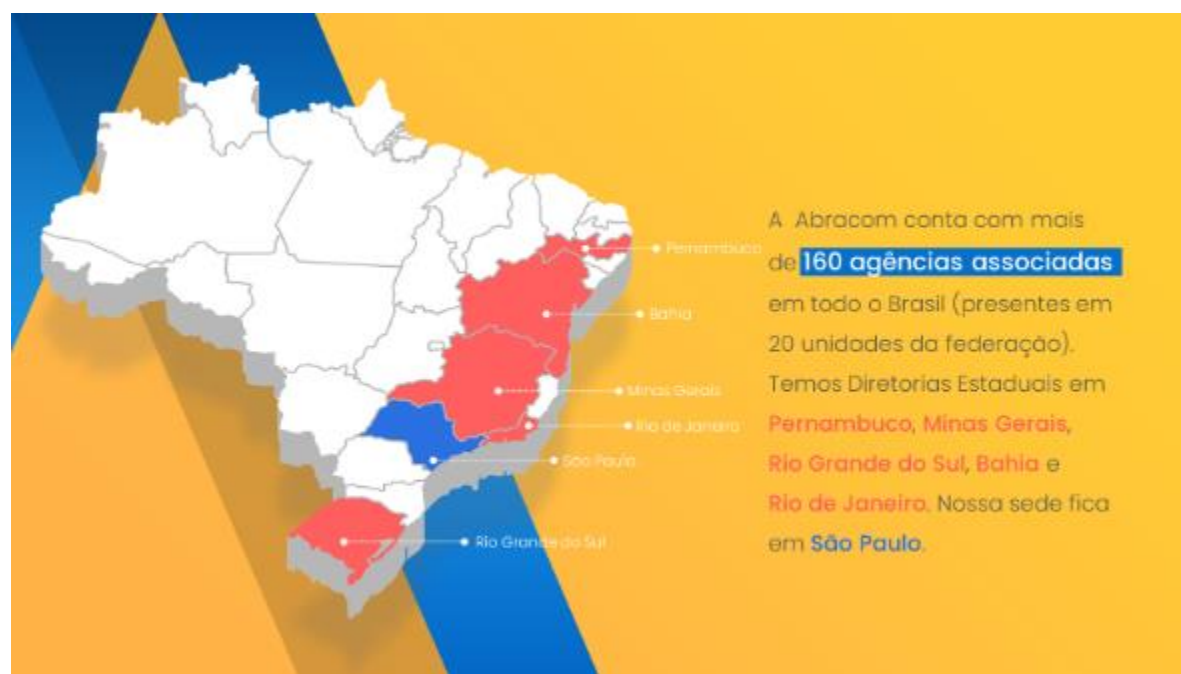 Pernambuco
Bahia
Minas Gerais
Rio de Janeiro
São Paulo
Rio Grande do Sul
A Abracom conta com mais
de 160 agências associadas
em todo o Brasil (presentes em
20 unidades da federação).
Temos Diretorias Estaduais em
Pernambuco, Minas Gerais,
Rio Grande do Sul, Bahia e
Rio de Janeiro. Nossa sede fica
em São Paulo.